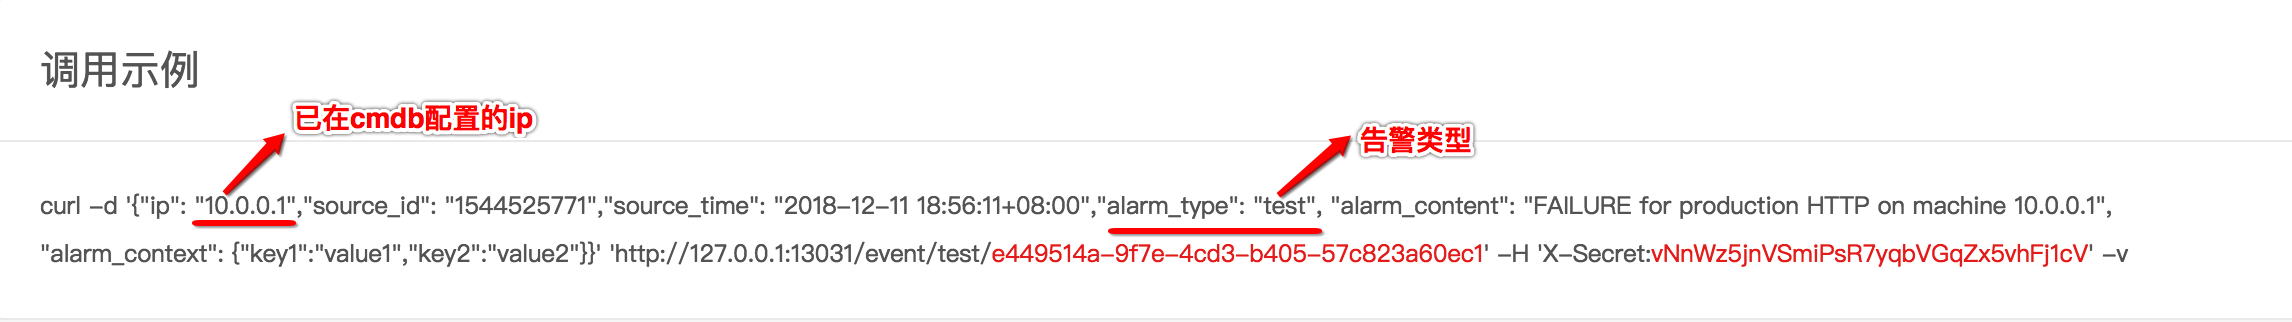 调用示例
已在cmdb配置的ip
告警类型
curl -d '{"ip": "10.0.0.1","source_id": "1544525771","source_time": "2018-12-11 18:56:11+08:00","alarm_type": "test", "alarm_content": "FAILURE for production HTTP on machine 10.0.0.1",
"alarm_context": {"key1":"value1","key2":"value2"}}' 'http://127.0.0.1:13031/event/test/e449514a-9f7e-4cd3-b405-57c823a60ec1' -H 'X-Secret:vNnWz5jnVSmiPsR7yqbVGqZx5vhFj1cV' -v